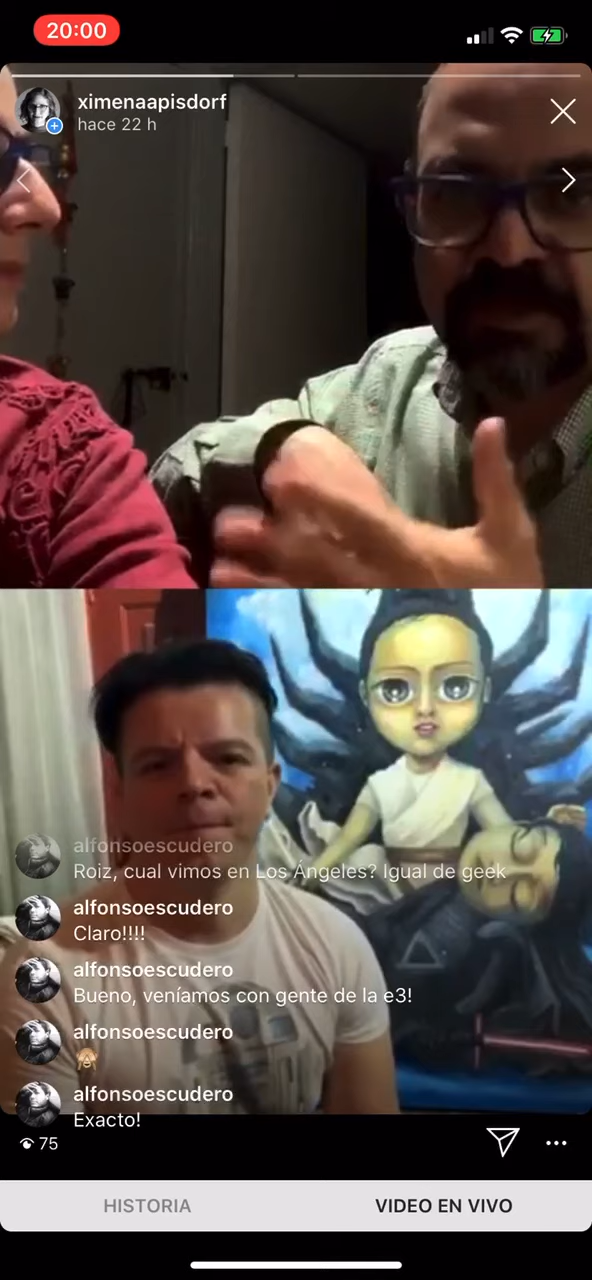 20:00
ximenaapisdorf
hace 22 h
alfonsoescudero
Roiz, cual vimos en Los Ángeles? Igual de geek
alfonsoescudero
Claro!!!!
alfonsoescudero
Bueno, veníamos con gente de la e3!
alfonsoescudero
🙈
alfonsoescudero
Exacto!
75
HISTORIA
VIDEO EN VIVO